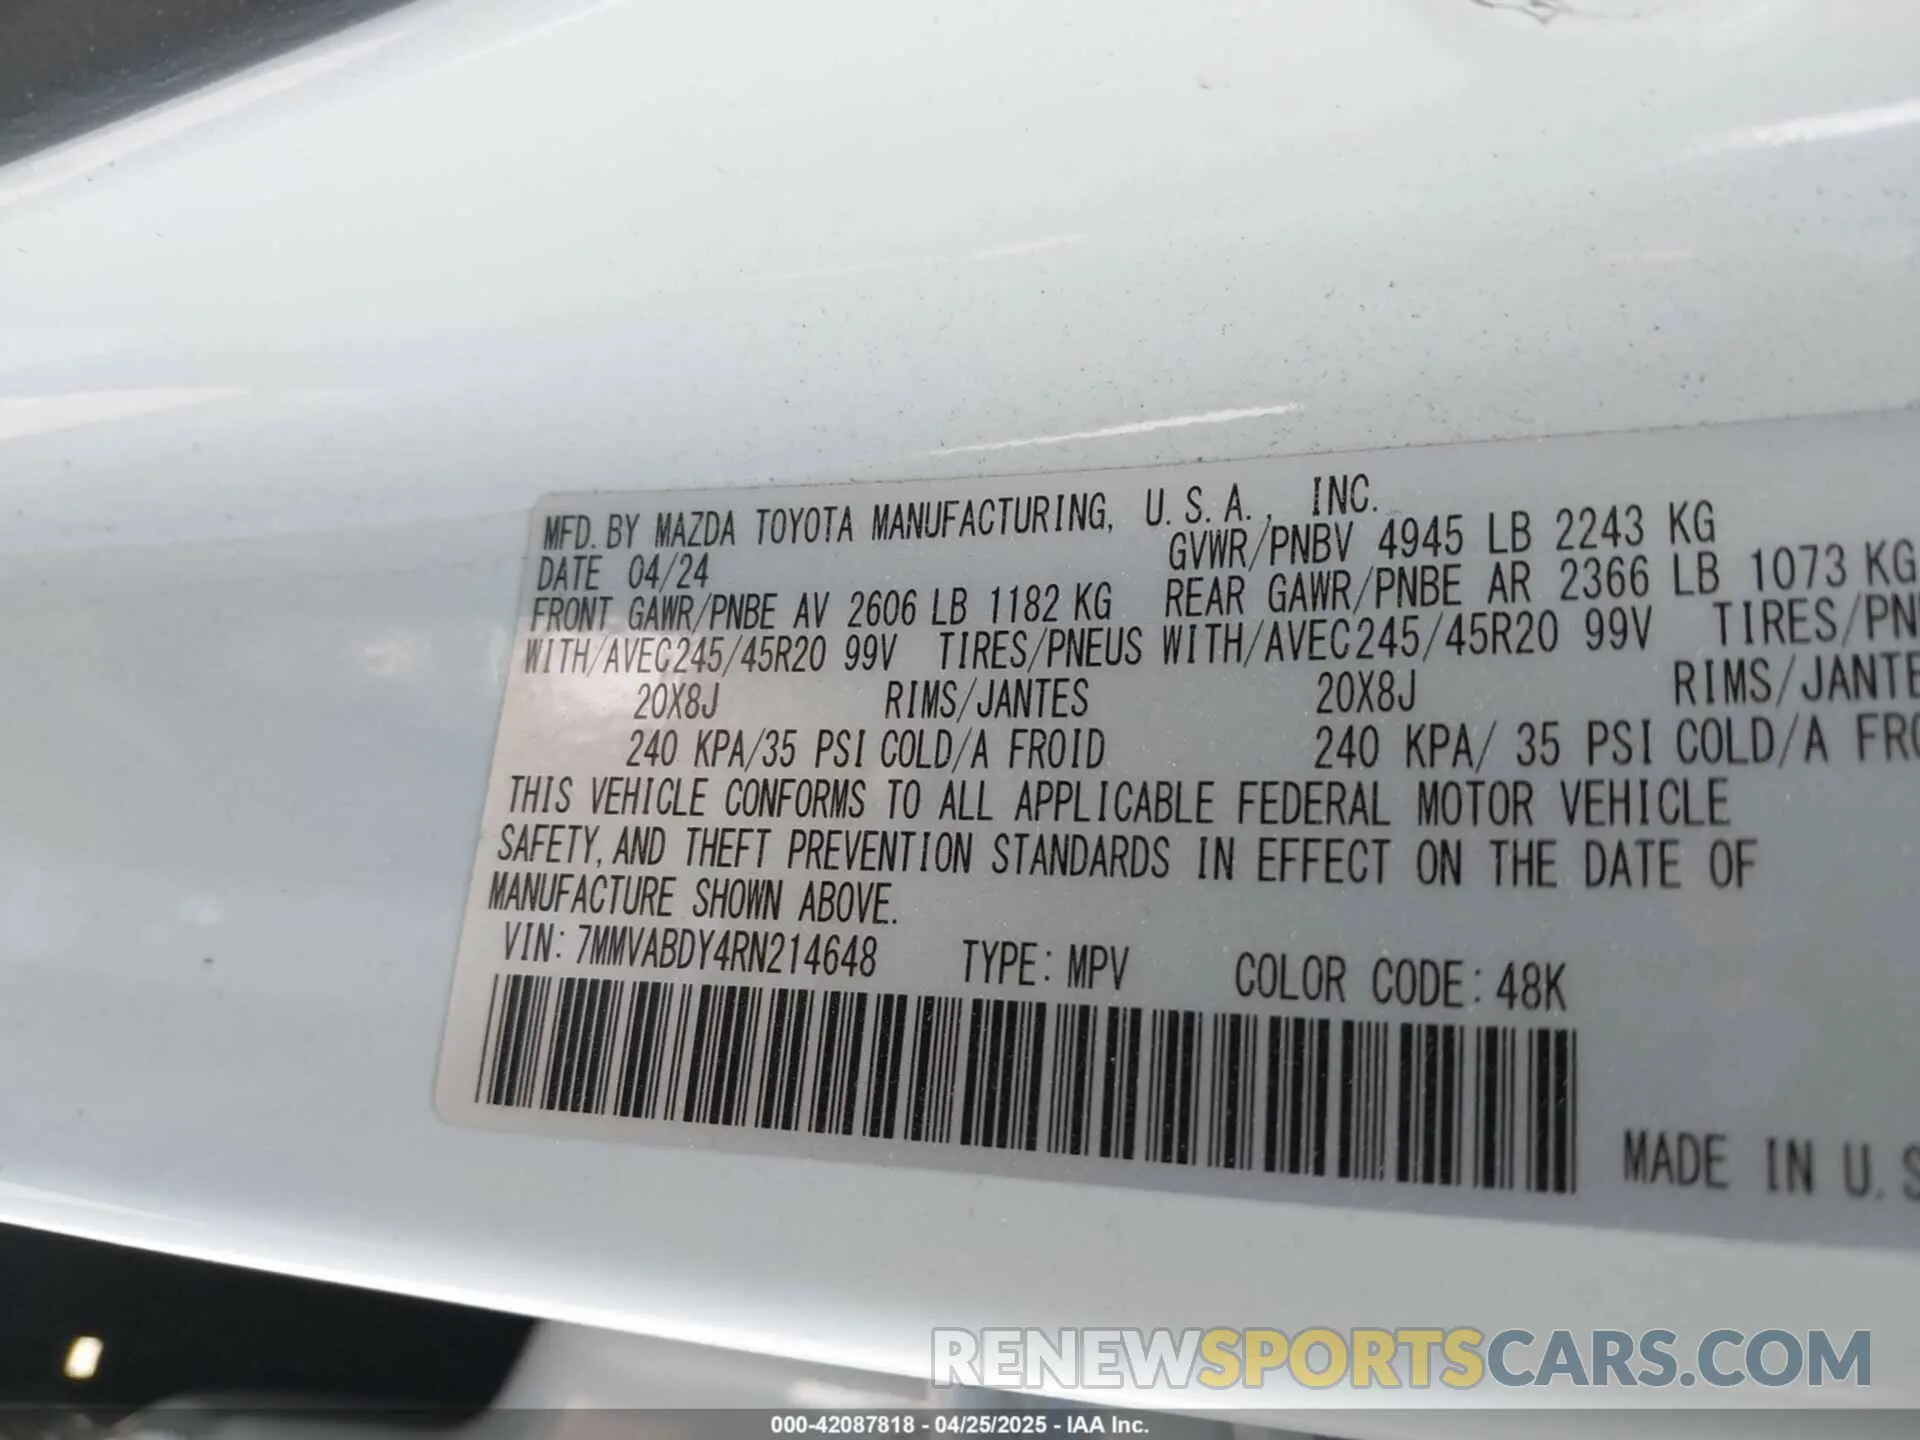 MFD. BY MAZDA TOYOTA MANUFACTURING, U.S.A., INC.
DATE 04/24 GVWR/PNBV 4945 LB 2243 KG
FRONT GAWR/PNBE AV 2606 LB 1182 KG REAR GAWR/PNBE AR 2366 LB 1073 KG
WITH/AVEC245/45R20 99V TIRES/PNEUS WITH/AVEC245/45R20 99V TIRES/PN
20X8J RIMS/JANTES 20X8J RIMS/JANTE
240 KPA/35 PSI COLD/A FROID 240 KPA/ 35 PSI COLD/A FRO
THIS VEHICLE CONFORMS TO ALL APPLICABLE FEDERAL MOTOR VEHICLE
SAFETY, AND THEFT PREVENTION STANDARDS IN EFFECT ON THE DATE OF
MANUFACTURE SHOWN ABOVE.
VIN: 7MMVABDY4RN214648 TYPE: MPV COLOR CODE: 48K
MADE IN U.S
RENEWSPORTSCARS.COM
000-42087818 - 04/25/2025 - IAA Inc.